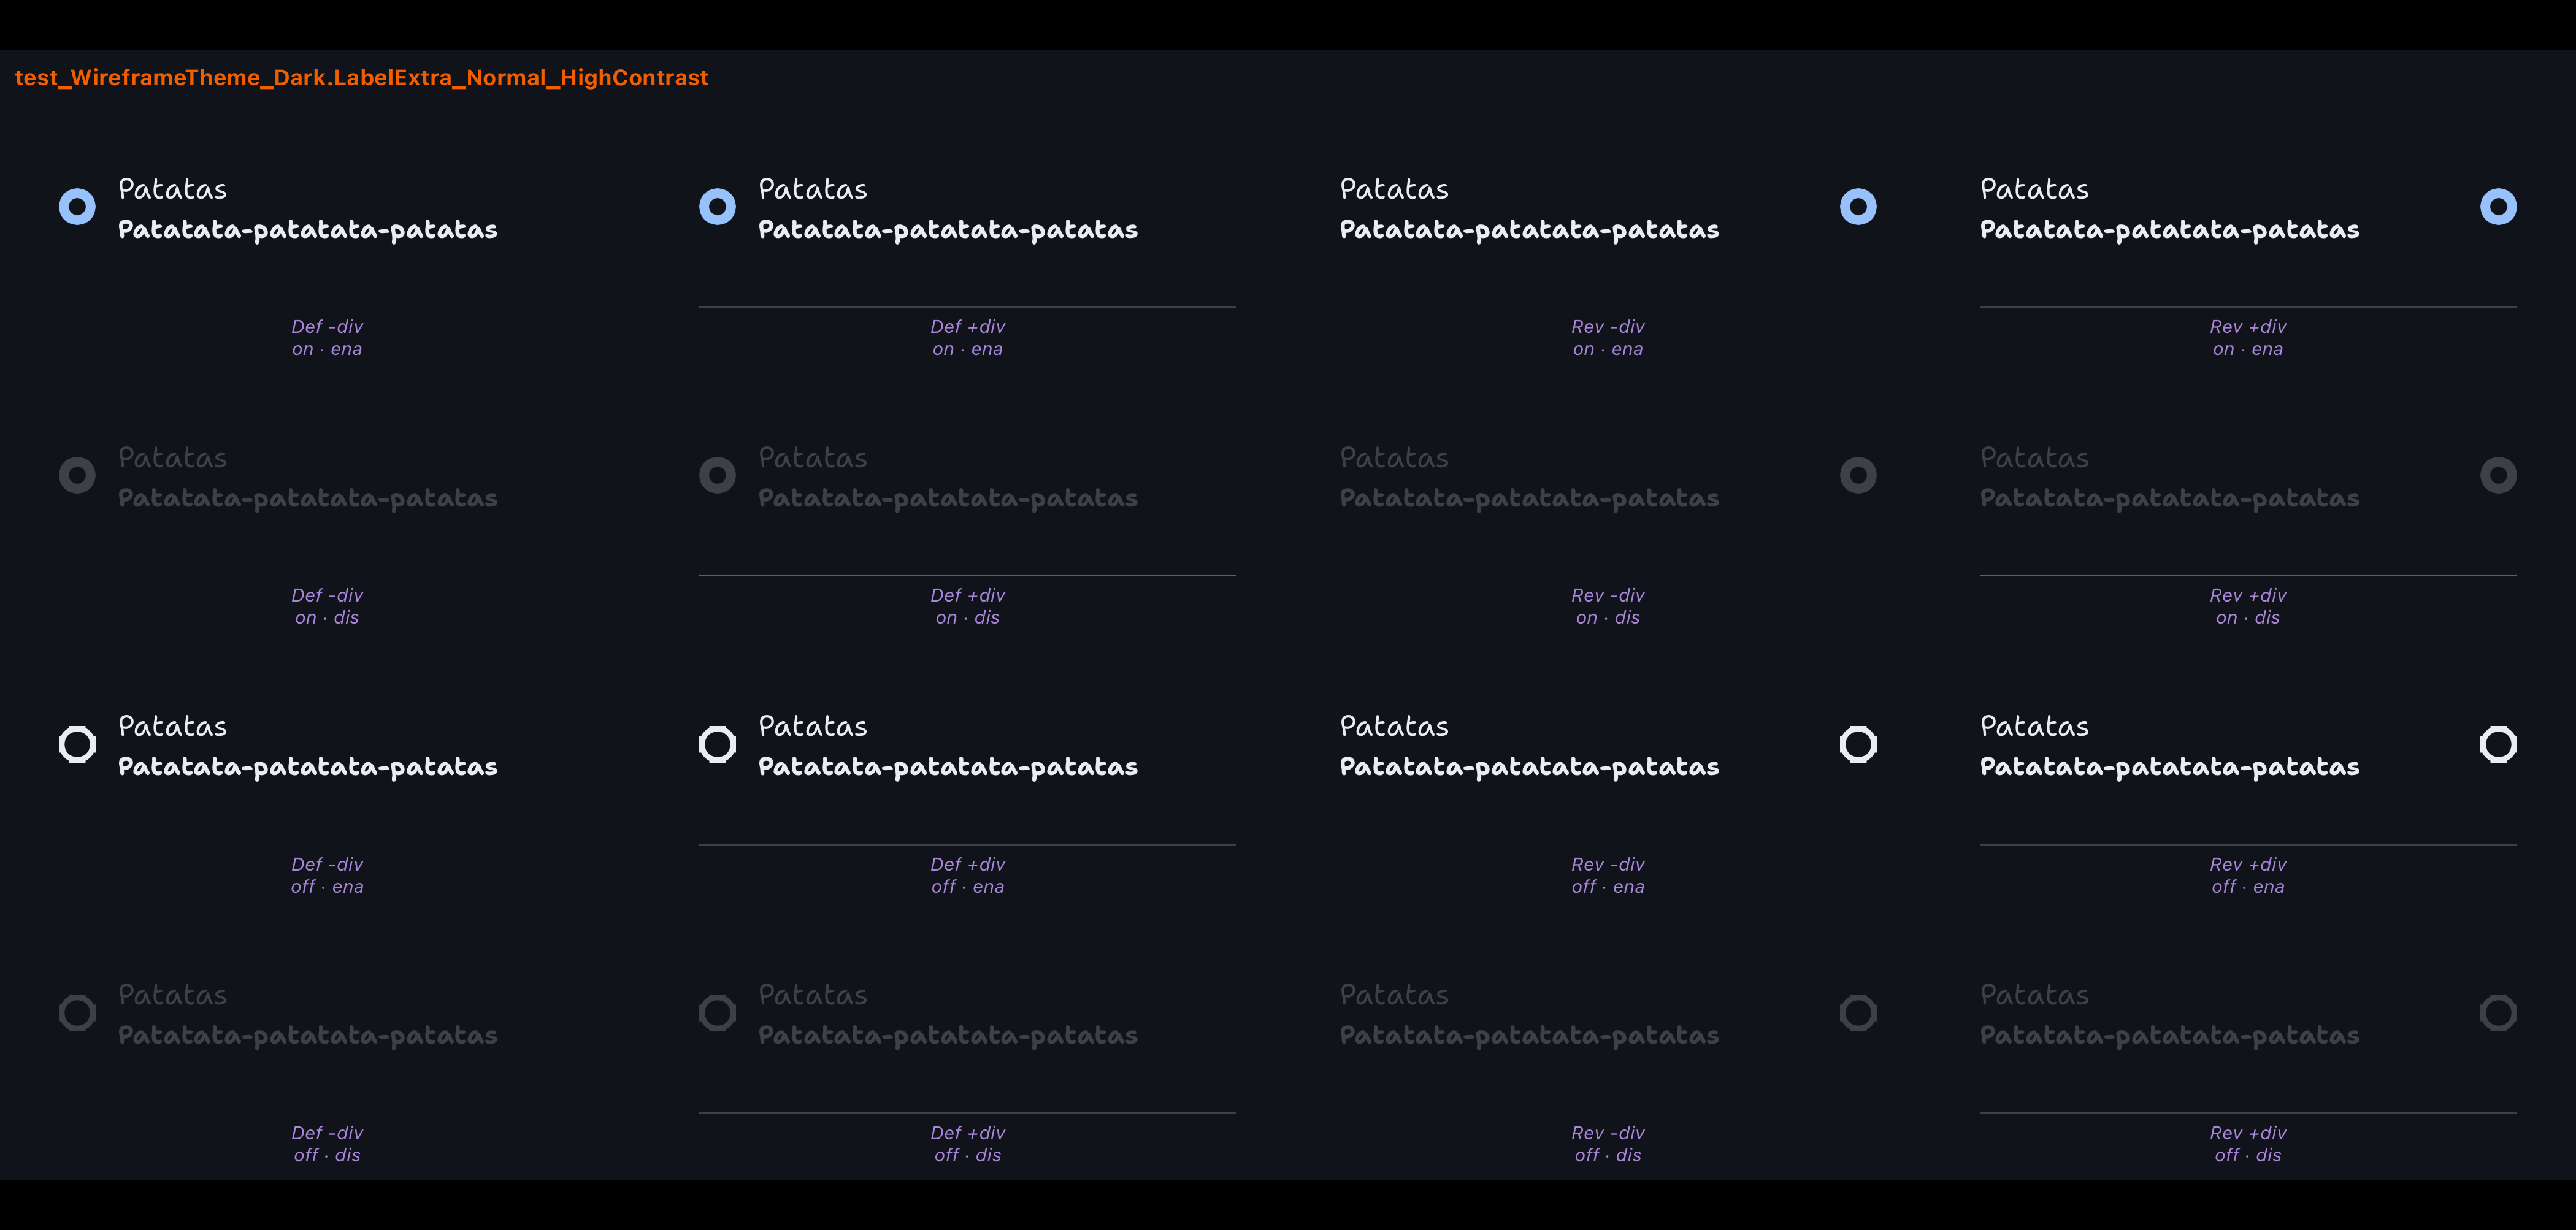 test_WireframeTheme_Dark.LabelExtra_Normal_HighContrast
Patatas
Patatata-patatata-patatas
Def -div
on · ena
Patatas
Patatata-patatata-patatas
Def +div
on · ena
Patatas
Patatata-patatata-patatas
Rev -div
on · ena
Patatas
Patatata-patatata-patatas
Rev +div
on · ena
Patatas
Patatata-patatata-patatas
Def -div
on · dis
Patatas
Patatata-patatata-patatas
Def +div
on · dis
Patatas
Patatata-patatata-patatas
Rev -div
on · dis
Patatas
Patatata-patatata-patatas
Rev +div
on · dis
Patatas
Patatata-patatata-patatas
Def -div
off · ena
Patatas
Patatata-patatata-patatas
Def +div
off · ena
Patatas
Patatata-patatata-patatas
Rev -div
off · ena
Patatas
Patatata-patatata-patatas
Rev +div
off · ena
Patatas
Patatata-patatata-patatas
Def -div
off · dis
Patatas
Patatata-patatata-patatas
Def +div
off · dis
Patatas
Patatata-patatata-patatas
Rev -div
off · dis
Patatas
Patatata-patatata-patatas
Rev +div
off · dis